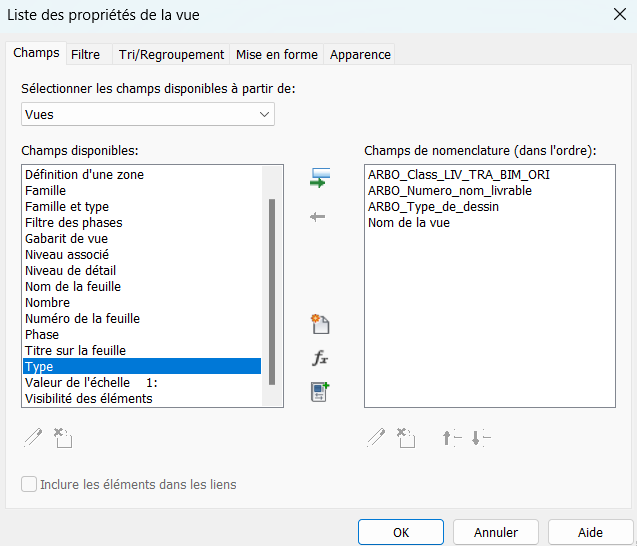 Liste des propriétés de la vue
Champs Filtre Tri/Regroupement Mise en forme Apparence
Sélectionner les champs disponibles à partir de:
Vues
Champs disponibles:
Définition d'une zone
Famille
Famille et type
Filtre des phases
Gabarit de vue
Niveau associé
Niveau de détail
Nom de la feuille
Nombre
Numéro de la feuille
Phase
Titre sur la feuille
Type
Valeur de l'échelle 1:
Visibilité des éléments
Champs de nomenclature (dans l'ordre):
ARBO_Class_LIV_TRA_BIM_ORI
ARBO_Numero_nom_livrable
ARBO_Type_de_dessin
Nom de la vue
fx
Inclure les éléments dans les liens
OK Annuler Aide